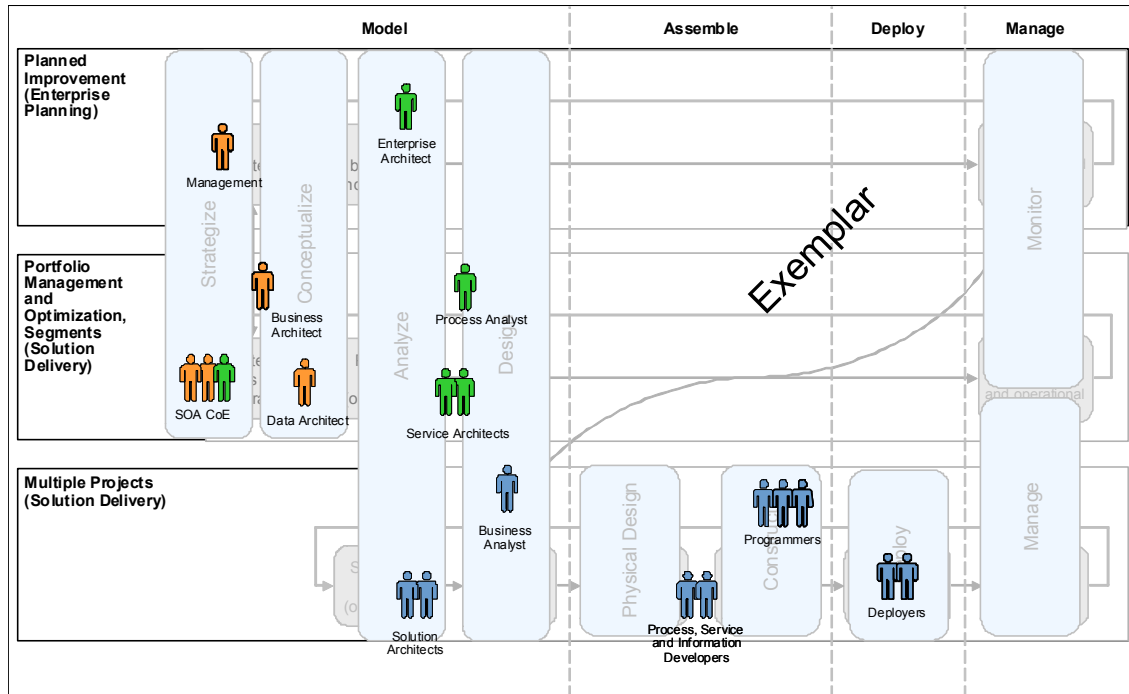 Model
Assemble
Deploy
Manage
Planned
Improvement
(Enterprise
Planning)
Enterprise
Architect
Management
Strategize
Conceptualize
Exemplar
Monitor
Portfolio
Management
and
Optimization,
Segments
(Solution
Delivery)
Business
Architect
Process Analyst
Analyze
Design
SOA CoE
Data Architect
Service Architects
and operational
Multiple Projects
(Solution Delivery)
Business
Analyst
Physical Design
Programmers
Manage
Solution
Architects
Process, Service
and Information
Developers
Deployers